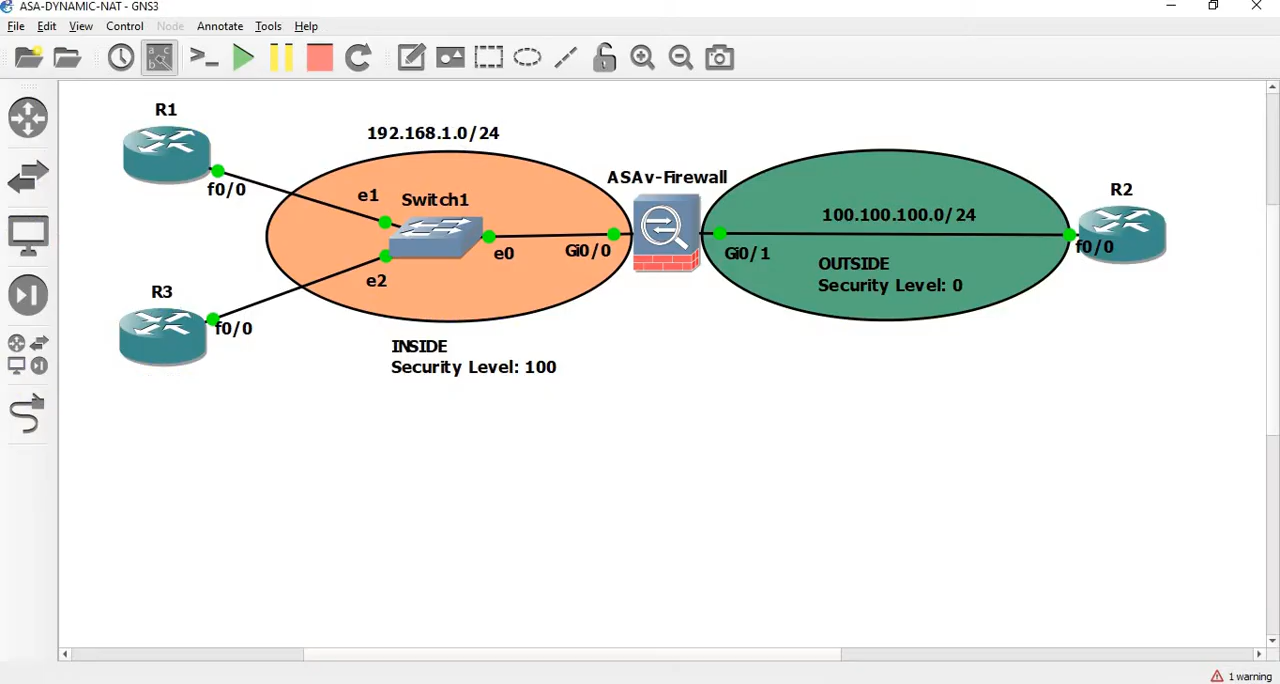 ASA-DYNAMIC-NAT - GNS3
File Edit View Control Node Annotate Tools Help
R1
192.168.1.0/24
ASAv-Firewall
f0/0
e1
Switch1
R2
100.100.100.0/24
e0
Gi0/0
Gi0/1
f0/0
OUTSIDE
Security Level: 0
e2
R3
f0/0
INSIDE
Security Level: 100
1 warning